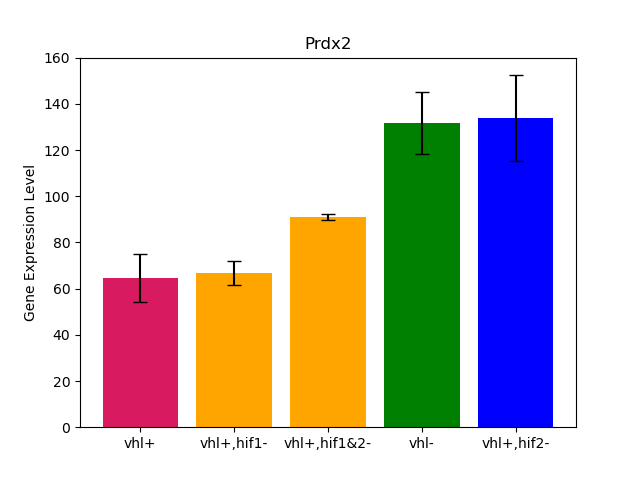 Prdx2
Gene Expression Level
160
140
120
100
80
60
40
20
0
vhl+
vhl+,hif1-
vhl+,hif1&2-
vhl-
vhl+,hif2-